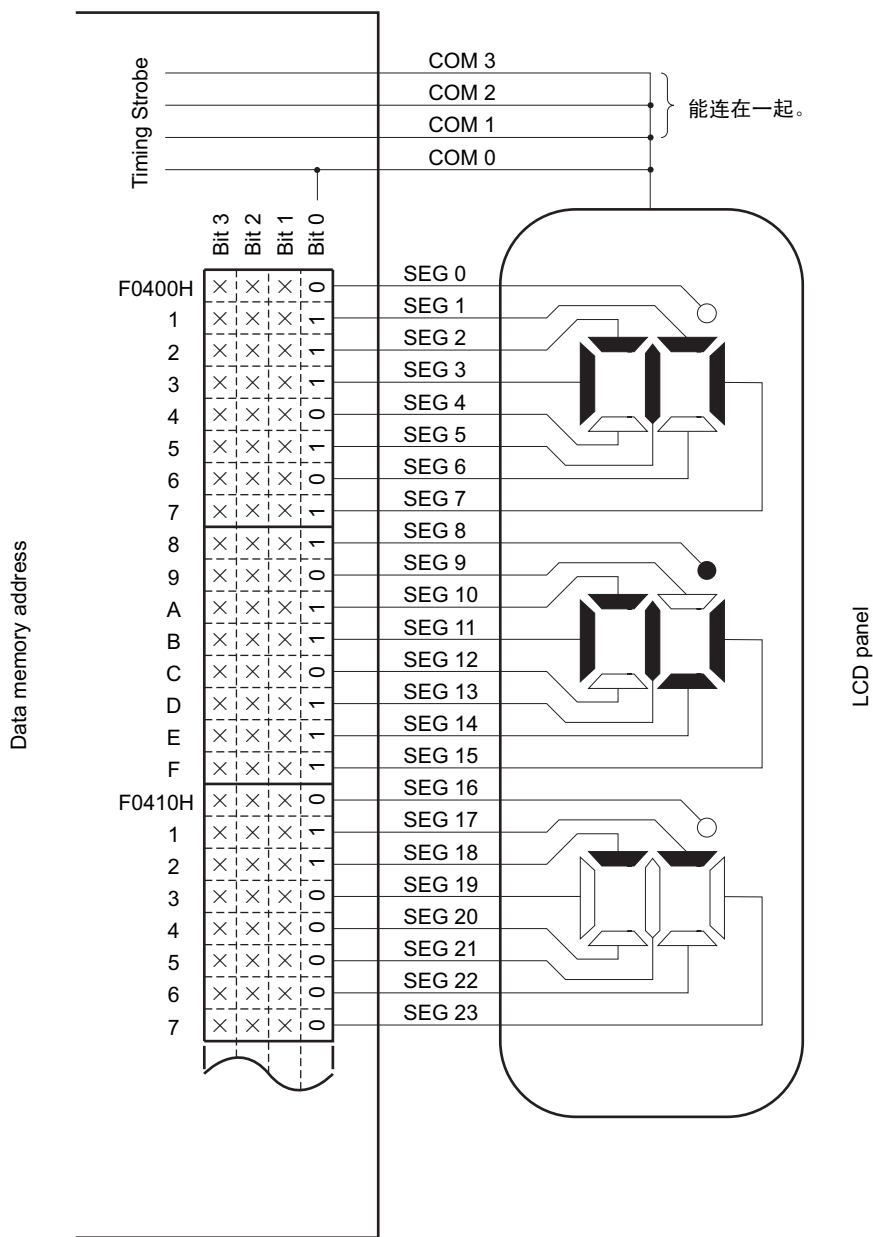 COM 3
COM 2
COM 1
COM 0
能连在一起。
Timing Strobe
Bit 3
Bit 2
Bit 1
Bit 0
F0400H × × × 0 SEG 0
1 × × × 1 SEG 1
2 × × × 1 SEG 2
3 × × × 1 SEG 3
4 × × × 0 SEG 4
5 × × × 1 SEG 5
6 × × × 0 SEG 6
7 × × × 1 SEG 7
8 × × × 1 SEG 8
9 × × × 0 SEG 9
A × × × 1 SEG 10
B × × × 1 SEG 11
C × × × 0 SEG 12
D × × × 1 SEG 13
E × × × 1 SEG 14
F × × × 1 SEG 15
F0410H × × × 0 SEG 16
1 × × × 1 SEG 17
2 × × × 1 SEG 18
3 × × × 0 SEG 19
4 × × × 0 SEG 20
5 × × × 0 SEG 21
6 × × × 0 SEG 22
7 × × × 0 SEG 23
Data memory address
LCD panel